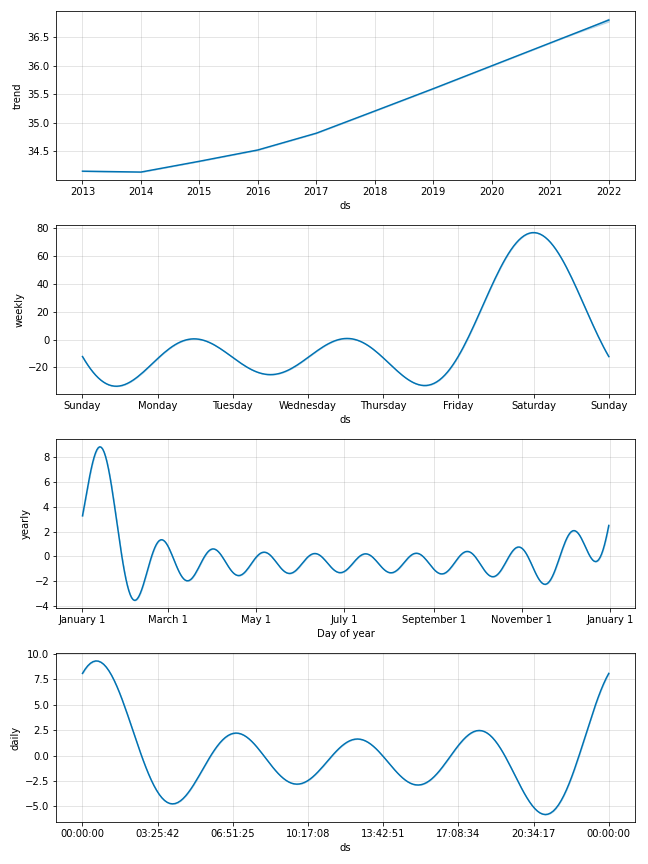 36.5
36.0
35.5
35.0
34.5
trend
2013 2014 2015 2016 2017 2018 2019 2020 2021 2022
ds
80
60
40
20
0
−20
weekly
Sunday Monday Tuesday Wednesday Thursday Friday Saturday Sunday
ds
8
6
4
2
0
−2
−4
yearly
January 1 March 1 May 1 July 1 September 1 November 1 January 1
Day of year
10.0
7.5
5.0
2.5
0.0
−2.5
−5.0
daily
00:00:00 03:25:42 06:51:25 10:17:08 13:42:51 17:08:34 20:34:17 00:00:00
ds